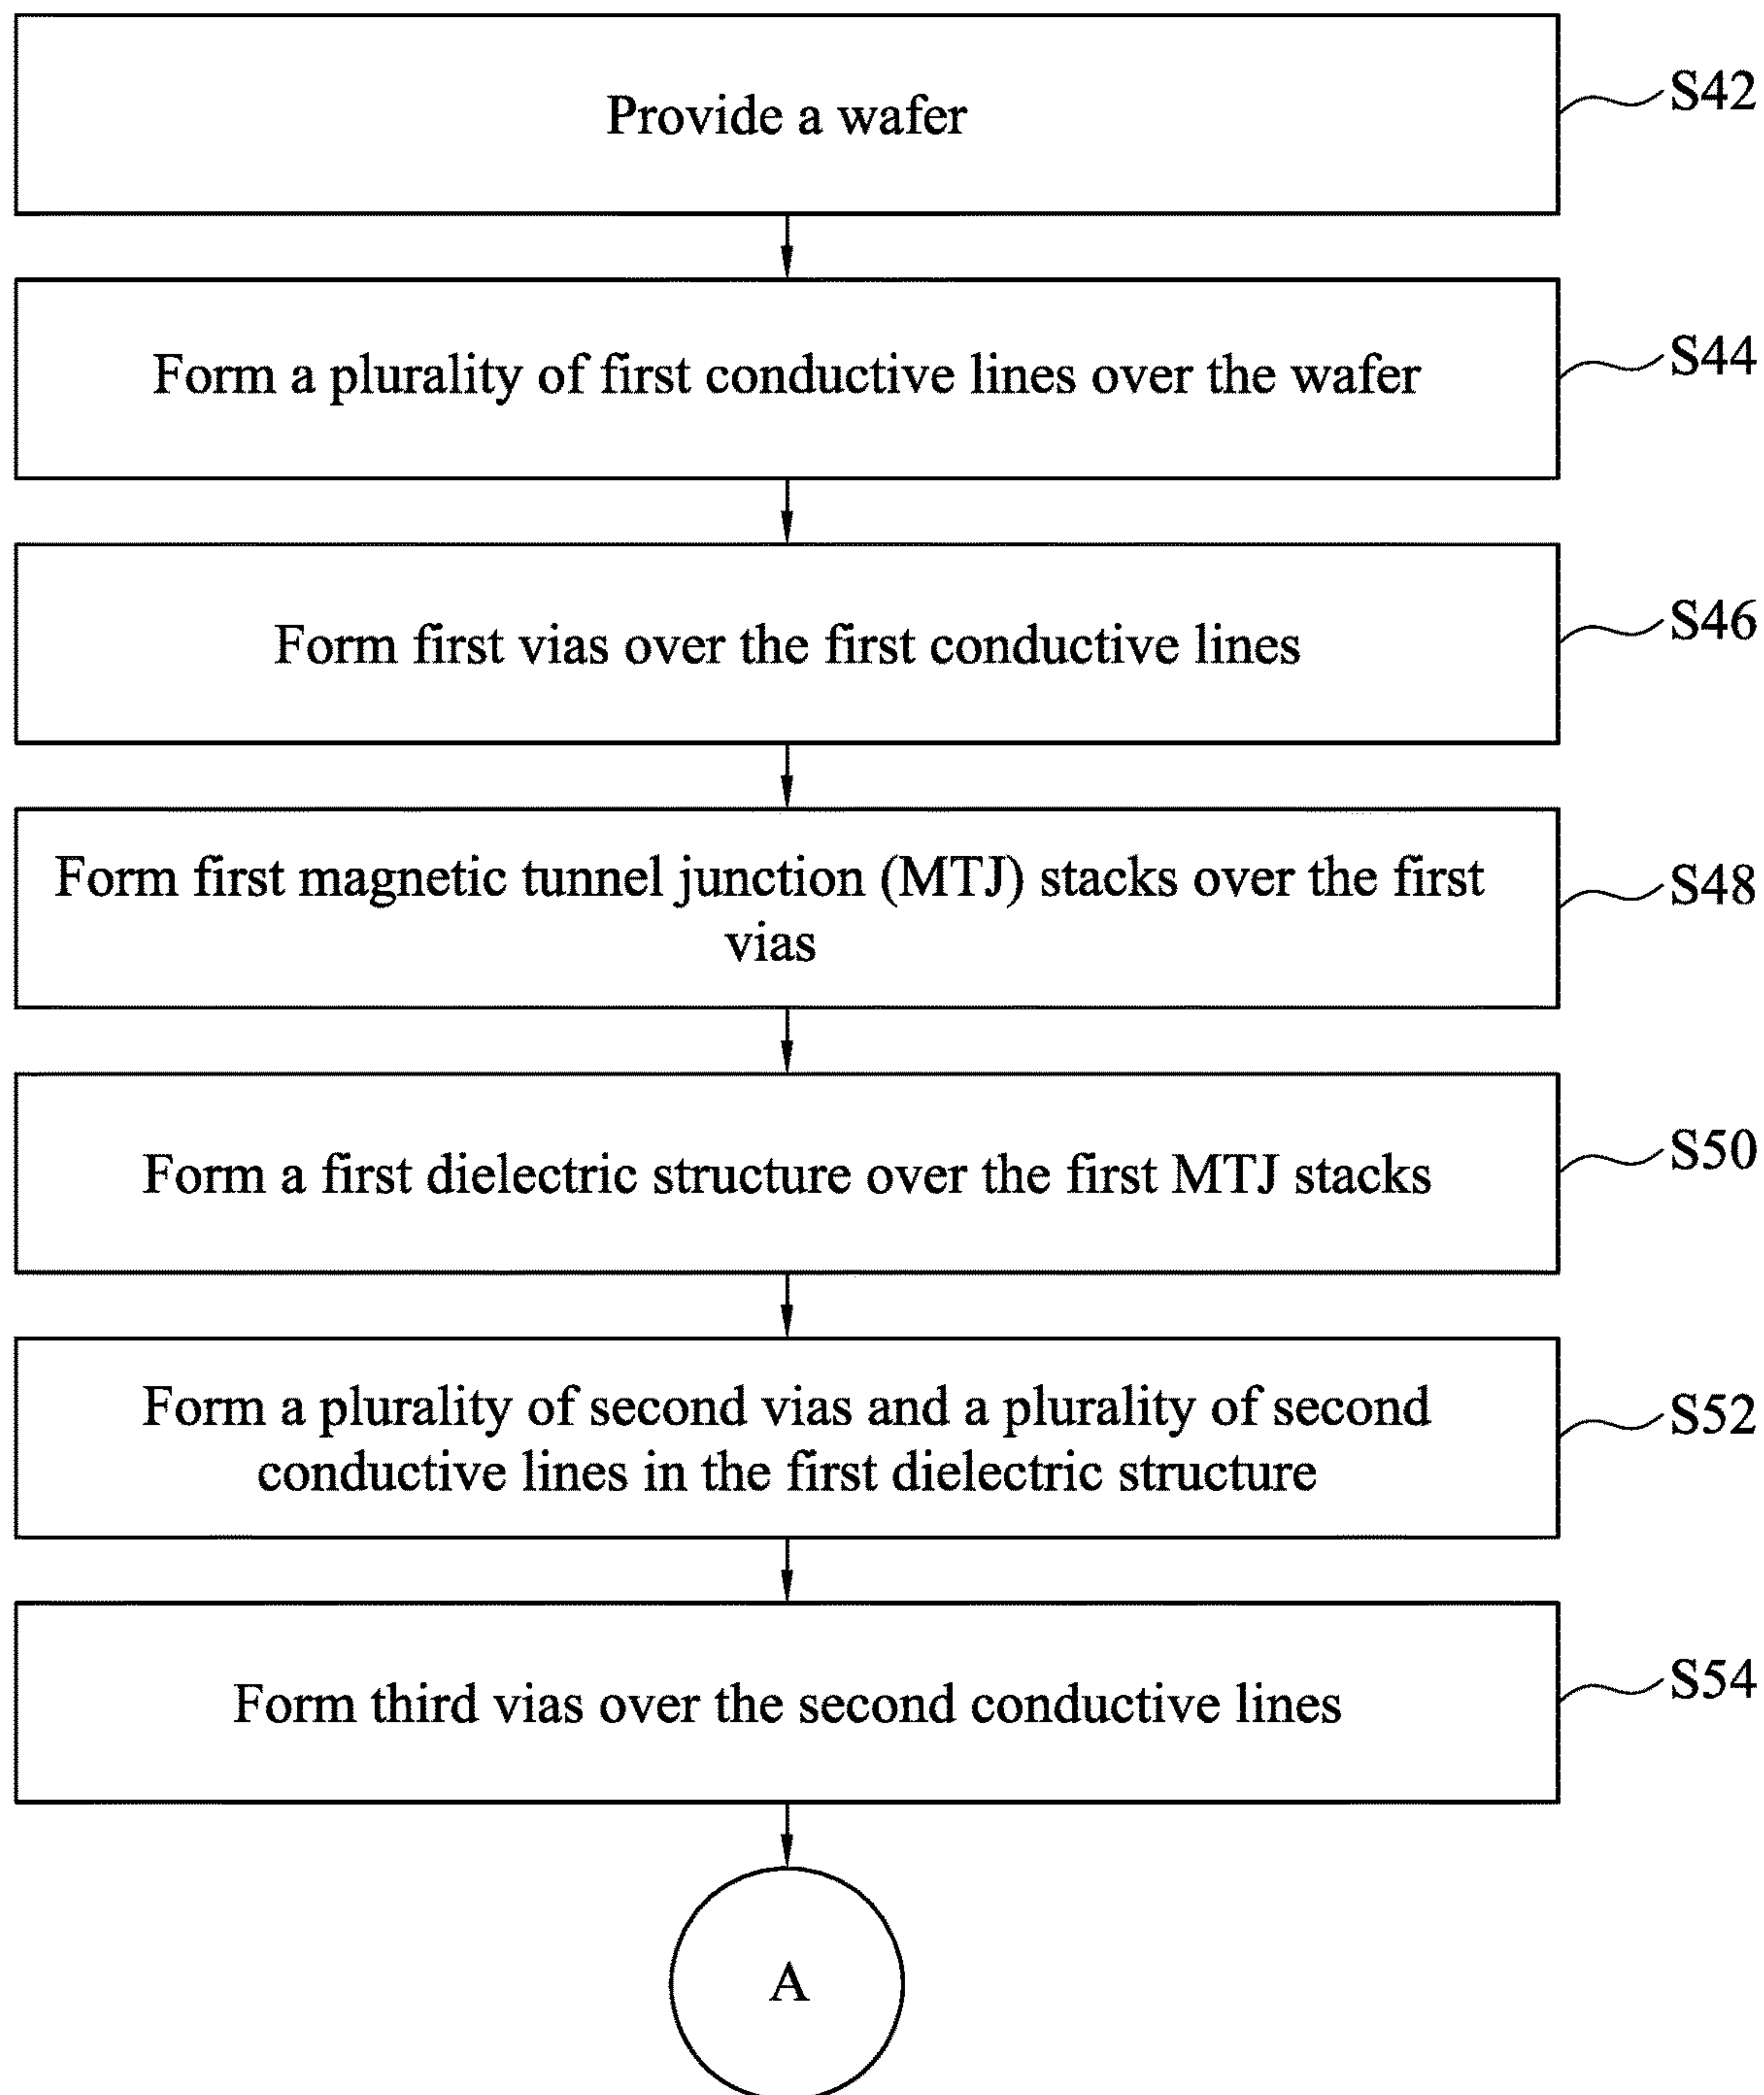 Provide a wafer
S42
Form a plurality of first conductive lines over the wafer
S44
Form first vias over the first conductive lines
S46
Form first magnetic tunnel junction (MTJ) stacks over the first
vias
S48
Form a first dielectric structure over the first MTJ stacks
S50
Form a plurality of second vias and a plurality of second
conductive lines in the first dielectric structure
S52
Form third vias over the second conductive lines
S54
A